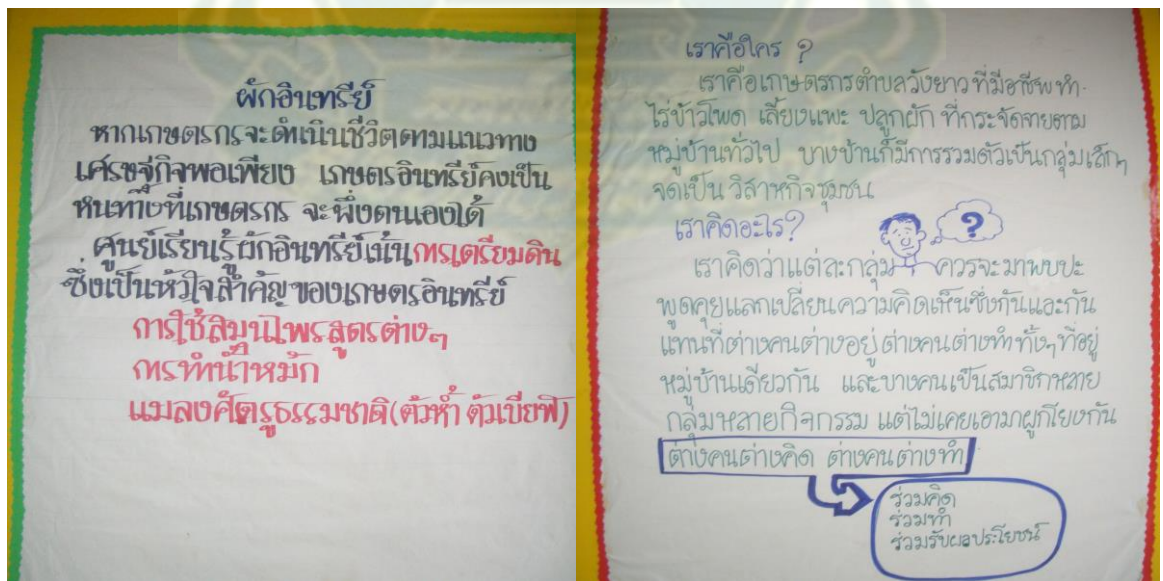 ผักอินทรีย์
หากเกษตรกรจะดำเนินชีวิตตามแนวทาง
เศรษฐกิจพอเพียง เกษตรอินทรีย์คงเป็น
หนทางที่เกษตรกร จะพึ่งตนเองได้
ศูนย์เรียนรู้ผักอินทรีย์เน้นการเตรียมดิน
ซึ่งเป็นหัวใจสำคัญของเกษตรอินทรีย์
การใช้สมุนไพรสูตรต่างๆ
การทำน้ำหมัก
แมลงศัตรูธรรมชาติ(ตัวห้ำ ตัวเบียฬ)
เราคือใคร ?
เราคือเกษตรกรตำบลวังยาวที่มีอาชีพทำ
ไร่ข้าวโพด เลี้ยงแพะ ปลูกผัก ที่กระจัดกระจายตาม
หมู่บ้านทั่วไป บางบ้านก็มีการรวมตัวเป็นกลุ่มเล็กๆ
จดเป็น วิสาหกิจชุมชน
เราคิดอะไร?
?
เราคิดว่าแต่ละกลุ่ม ควรจะมาพบปะ
พูดคุยแลกเปลี่ยนความคิดเห็นซึ่งกันและกัน
แทนที่ต่างคนต่างอยู่ ต่างคนต่างทำ ทั้งๆ ที่อยู่
หมู่บ้านเดียวกัน และบางคนเป็นสมาชิกหลาย
กลุ่มหลายกิจกรรม แต่ไม่เคยเอามาผูกโยงกัน
ต่างคนต่างคิด ต่างคนต่างทำ
ร่วมคิด
ร่วมทำ
ร่วมรับผลประโยชน์